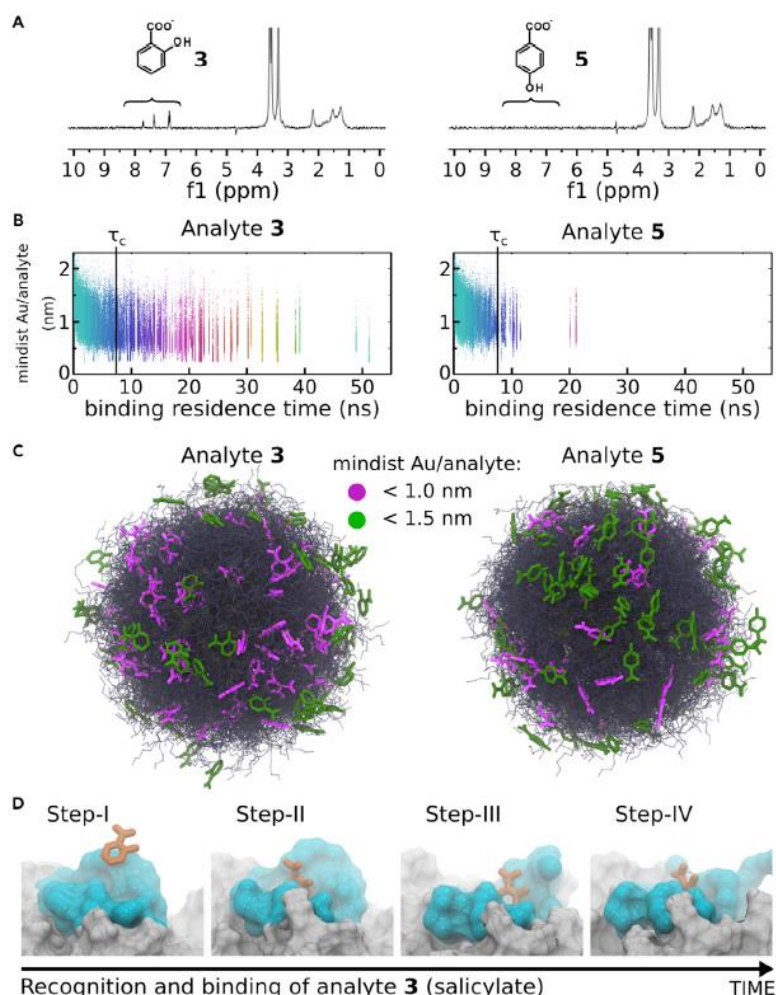 A
COO⁻
OH
3
COO⁻
OH
5
10 9 8 7 6 5 4 3 2 1 0
f1 (ppm)
10 9 8 7 6 5 4 3 2 1 0
f1 (ppm)
B
τc
Analyte 3
τc
Analyte 5
mindist Au/analyte
(nm)
2
1
0
0 10 20 30 40 50
binding residence time (ns)
2
1
0
0 10 20 30 40 50
binding residence time (ns)
C
Analyte 3
Analyte 5
mindist Au/analyte:
< 1.0 nm
< 1.5 nm
D
Step-I
Step-II
Step-III
Step-IV
Recognition and binding of analyte 3 (salicylate)
TIME